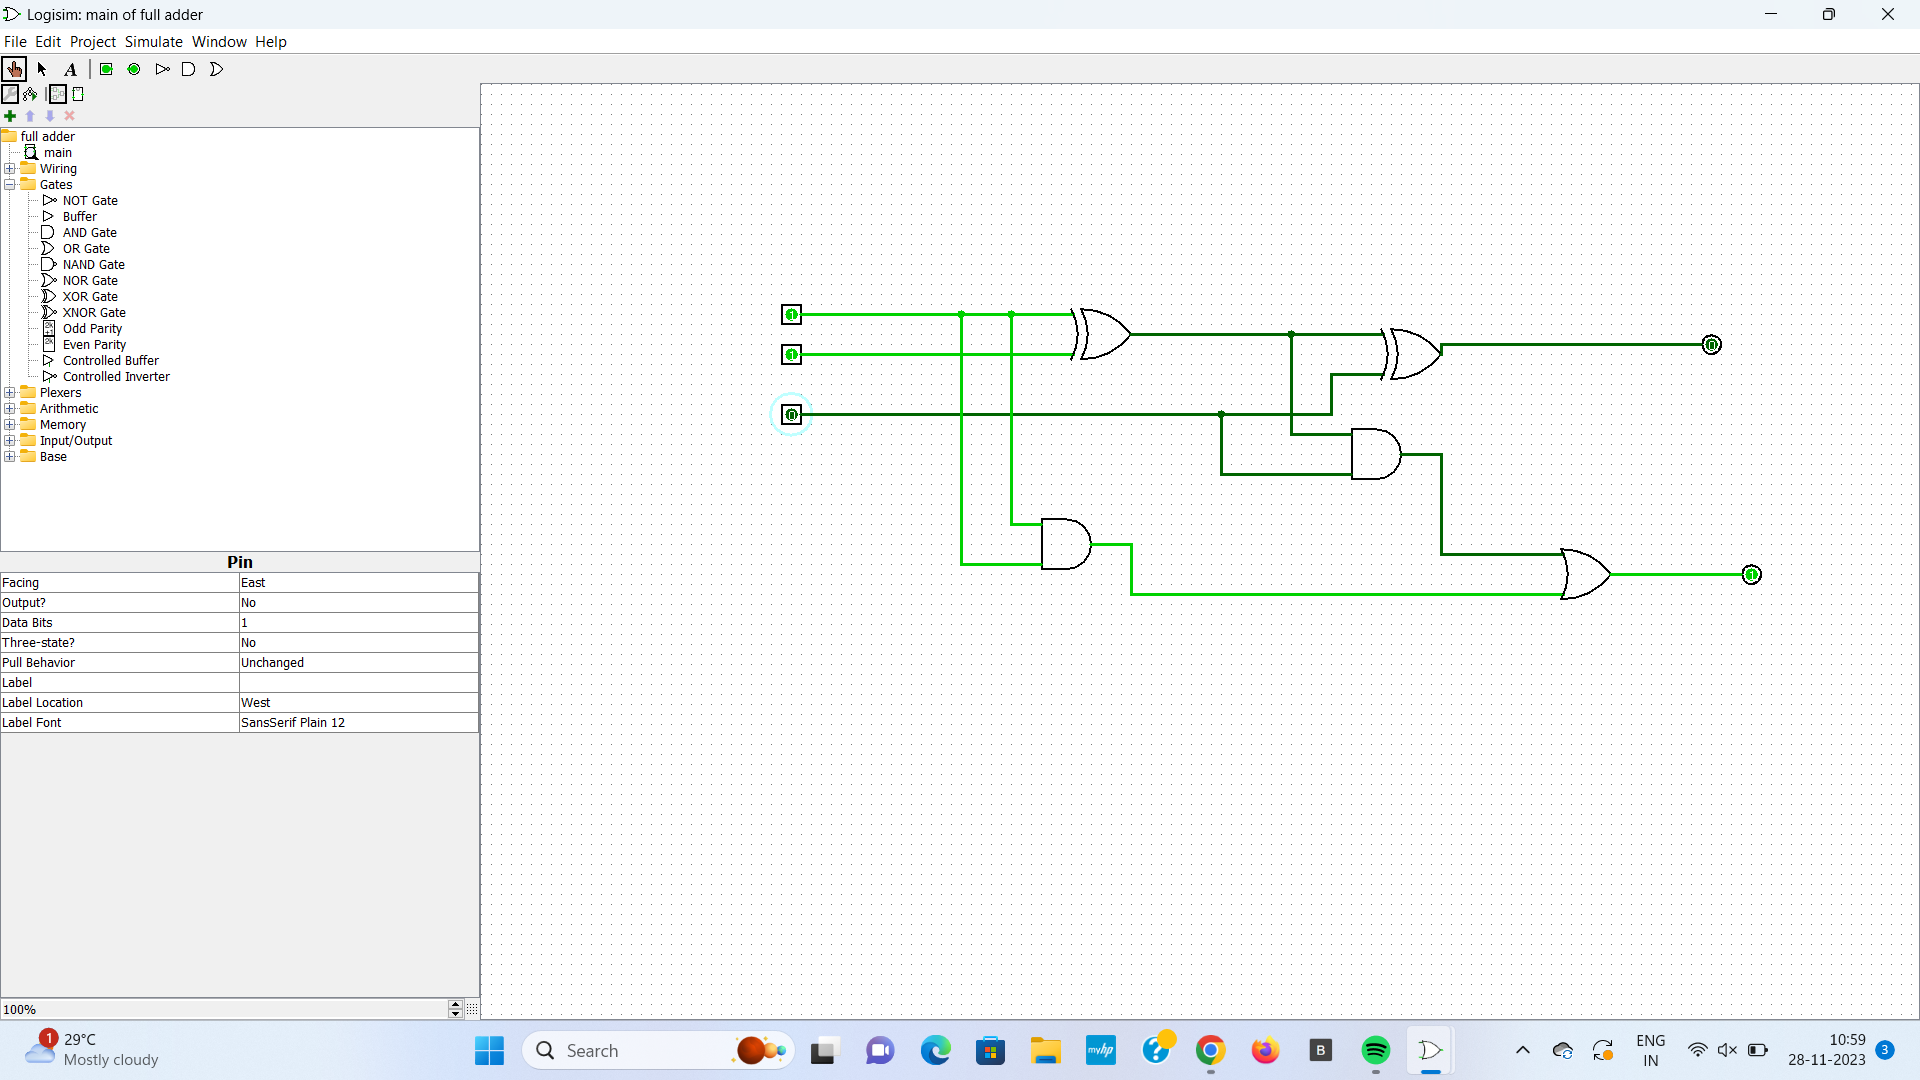 Logisim: main of full adder
File Edit Project Simulate Window Help
A
full adder
main
Wiring
Gates
NOT Gate
Buffer
AND Gate
OR Gate
NAND Gate
NOR Gate
XOR Gate
XNOR Gate
Odd Parity
Even Parity
Controlled Buffer
Controlled Inverter
Plexers
Arithmetic
Memory
Input/Output
Base
Pin
Facing East
Output? No
Data Bits 1
Three-state? No
Pull Behavior Unchanged
Label
Label Location West
Label Font SansSerif Plain 12
100%
1
1
0
0
1
1
29°C
Mostly cloudy
Search
myhp
?
B
ENG
IN
10:59
28-11-2023
3